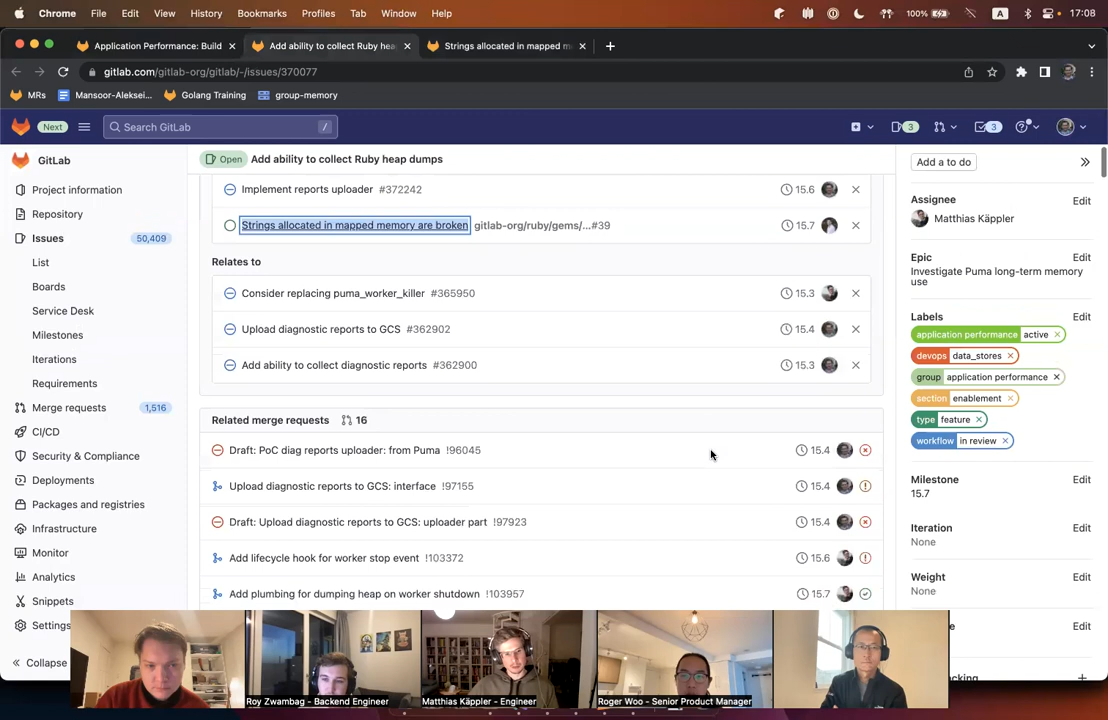 Chrome File Edit View History Bookmarks Profiles Tab Window Help 100% A 17:08
Application Performance: Build
Add ability to collect Ruby hea
Strings allocated in mapped m
gitlab.com/gitlab-org/gitlab/-/issues/370077
MRs Mansoor-Aleksei... Golang Training group-memory
Next Search GitLab / 3 3
GitLab
Project information
Repository
Issues 50,409
List
Boards
Service Desk
Milestones
Iterations
Requirements
Merge requests 1,516
CI/CD
Security & Compliance
Deployments
Packages and registries
Infrastructure
Monitor
Analytics
Snippets
Settings
Collapse
Open Add ability to collect Ruby heap dumps
Implement reports uploader #372242 15.6
Strings allocated in mapped memory are broken gitlab-org/ruby/gems/...#39 15.7
Relates to
Consider replacing puma_worker_killer #365950 15.3
Upload diagnostic reports to GCS #362902 15.4
Add ability to collect diagnostic reports #362900 15.3
Related merge requests 16
Draft: PoC diag reports uploader: from Puma !96045 15.4
Upload diagnostic reports to GCS: interface !97155 15.4
Draft: Upload diagnostic reports to GCS: uploader part !97923 15.4
Add lifecycle hook for worker stop event !103372 15.6
Add plumbing for dumping heap on worker shutdown !103957 15.7
Add a to do
Assignee Edit
Matthias Käppler
Epic Edit
Investigate Puma long-term memory
use
Labels Edit
application performance active
devops data_stores
group application performance
section enablement
type feature
workflow in review
Milestone Edit
15.7
Iteration Edit
None
Weight Edit
None
Edit
Roy Zwambag - Backend Engineer
Matthias Käppler - Engineer
Roger Woo - Senior Product Manager